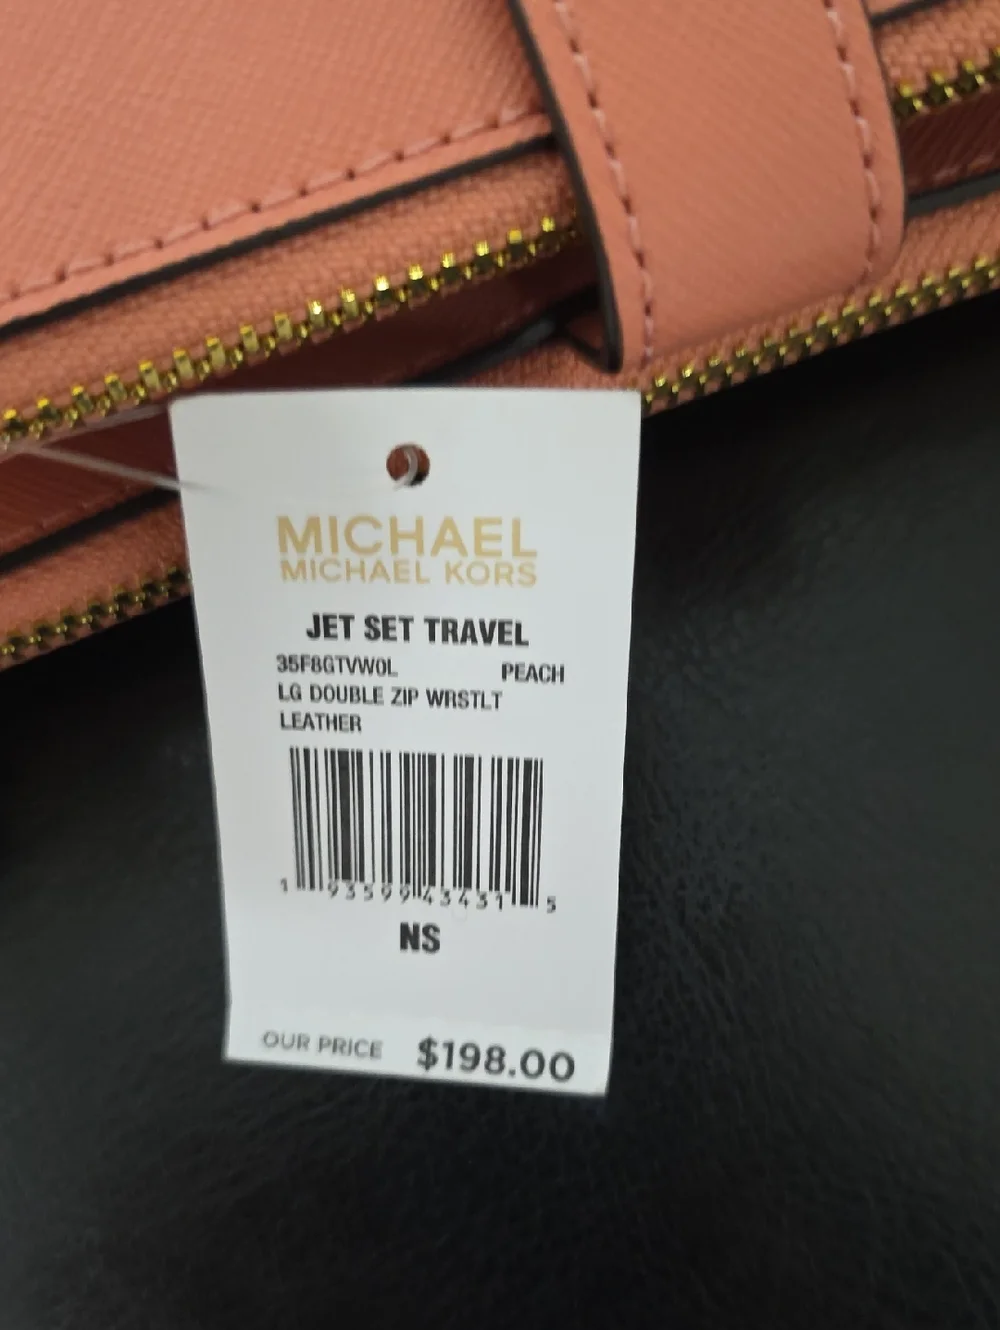 MICHAEL
MICHAEL KORS
JET SET TRAVEL
35F8GTVW0L PEACH
LG DOUBLE ZIP WRSTLT
LEATHER
1 93599 43431 5
NS
OUR PRICE $198.00